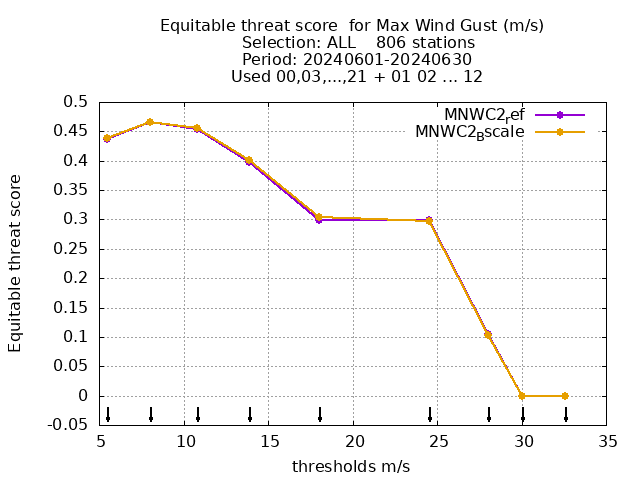 Equitable threat score  for Max Wind Gust (m/s)
Selection: ALL    806 stations
Period: 20240601-20240630
Used 00,03,...,21 + 01 02 ... 12
MNWC2ref
MNWC2Bscale
Equitable threat score
0.5
0.45
0.4
0.35
0.3
0.25
0.2
0.15
0.1
0.05
0
-0.05
5 10 15 20 25 30 35
thresholds m/s